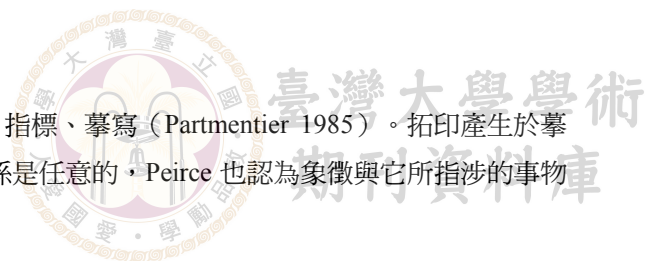 臺灣大學學術
期刊資料庫
指標、摹寫(Partmentier 1985)。拓印產生於摹
係是任意的,Peirce 也認為象徵與它所指涉的事物